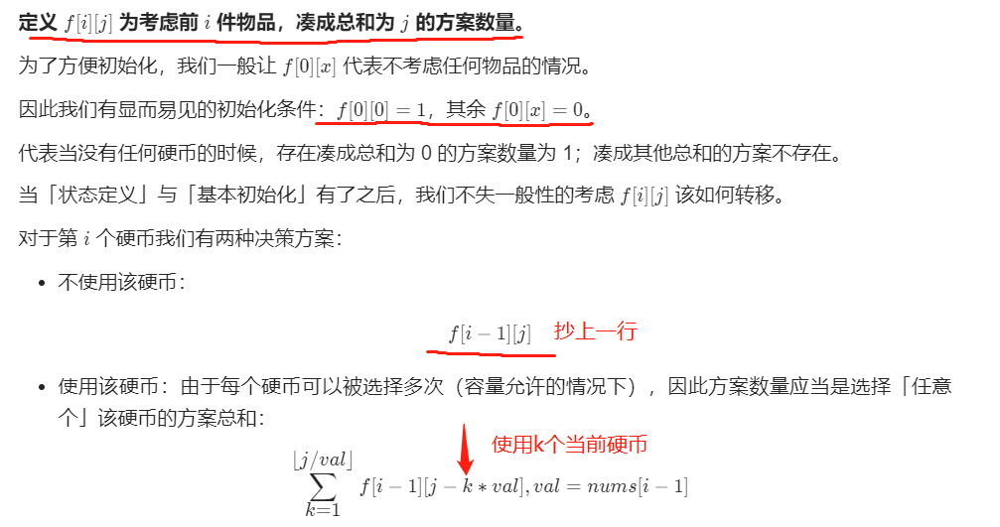 定义 f[i][j] 为考虑前 i 件物品，凑成总和为 j 的方案数量。
为了方便初始化，我们一般让 f[0][x] 代表不考虑任何物品的情况。
因此我们有显而易见的初始化条件：f[0][0] = 1，其余 f[0][x] = 0。
代表当没有任何硬币的时候，存在凑成总和为 0 的方案数量为 1；凑成其他总和的方案不存在。
当「状态定义」与「基本初始化」有了之后，我们不失一般性的考虑 f[i][j] 该如何转移。
对于第 i 个硬币我们有两种决策方案：
• 不使用该硬币：
f[i − 1][j] 抄上一行
• 使用该硬币：由于每个硬币可以被选择多次（容量允许的情况下），因此方案数量应当是选择「任意
个」该硬币的方案总和：
使用k个当前硬币
⌊j/val⌋
∑ f[i − 1][j − k ∗ val], val = nums[i − 1]
k=1